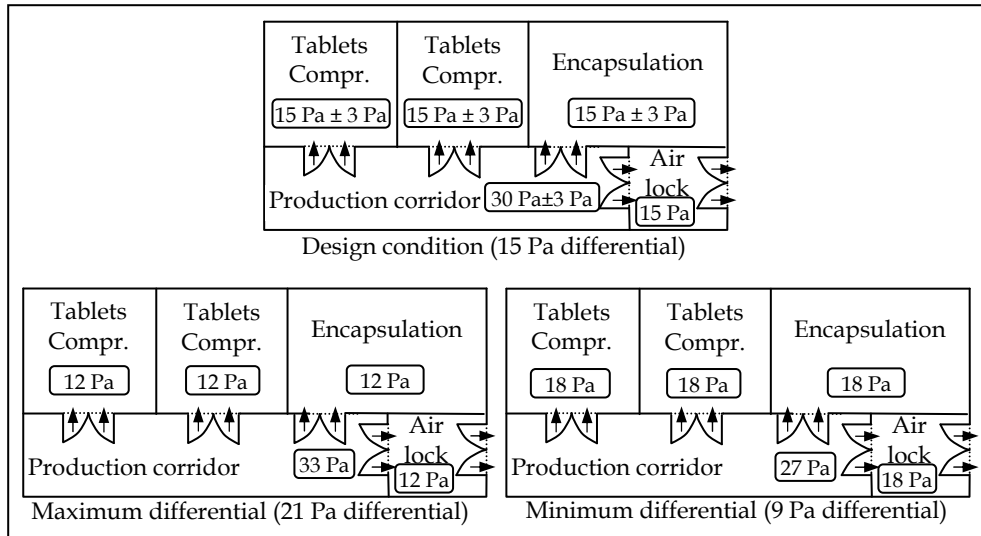 Tablets
Compr.
15 Pa ± 3 Pa
Tablets
Compr.
15 Pa ± 3 Pa
Encapsulation
15 Pa ± 3 Pa
Production corridor
30 Pa±3 Pa
Air
lock
15 Pa
Design condition (15 Pa differential)
Tablets
Compr.
12 Pa
Tablets
Compr.
12 Pa
Encapsulation
12 Pa
Production corridor
33 Pa
Air
lock
12 Pa
Maximum differential (21 Pa differential)
Tablets
Compr.
18 Pa
Tablets
Compr.
18 Pa
Encapsulation
18 Pa
Production corridor
27 Pa
Air
lock
18 Pa
Minimum differential (9 Pa differential)